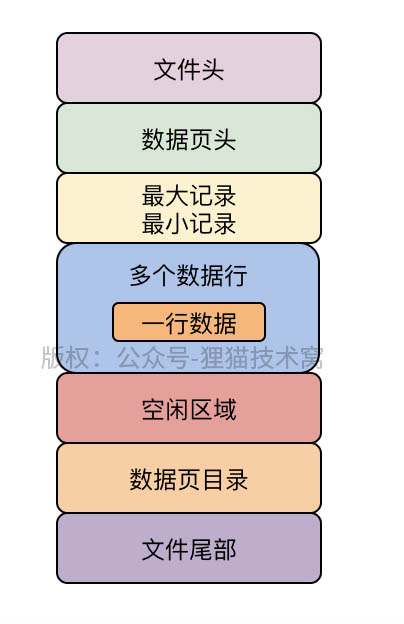 文件头
数据页头
最大记录
最小记录
多个数据行
一行数据
版权：公众号-狸猫技术窝
空闲区域
数据页目录
文件尾部